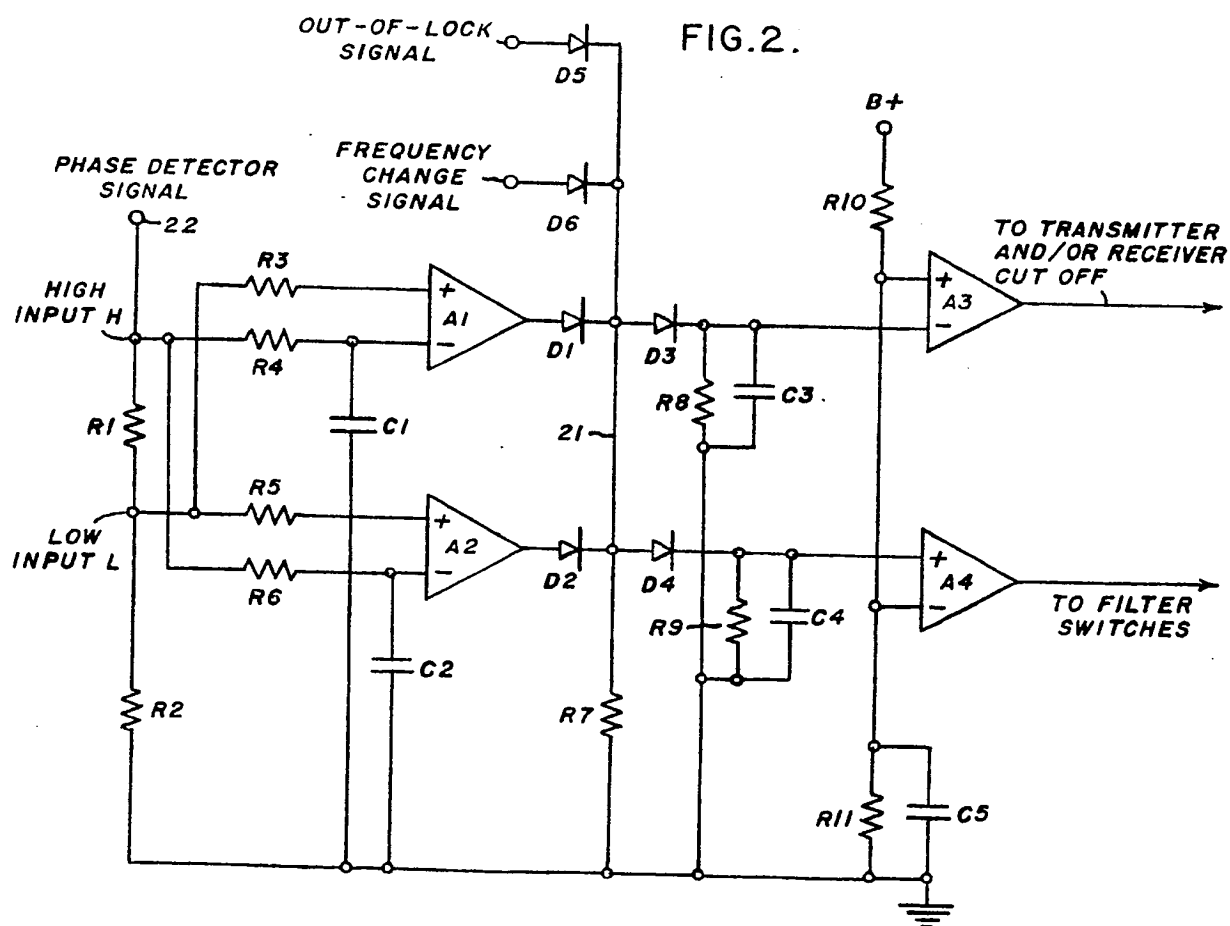 OUT-OF-LOCK
SIGNAL
D5
FIG.2.
B+
FREQUENCY
CHANGE
SIGNAL
D6
PHASE DETECTOR
SIGNAL
22
R10
TO TRANSMITTER
AND/OR RECEIVER
CUT OFF
R3
HIGH
INPUT H
+
A1
-
R4
D1
D3
+
A3
-
R8
C3
R1
C1
21
R5
LOW
INPUT L
+
A2
-
R6
D2
D4
+
A4
-
R9
C4
TO FILTER
SWITCHES
C2
R2
R7
R11
C5